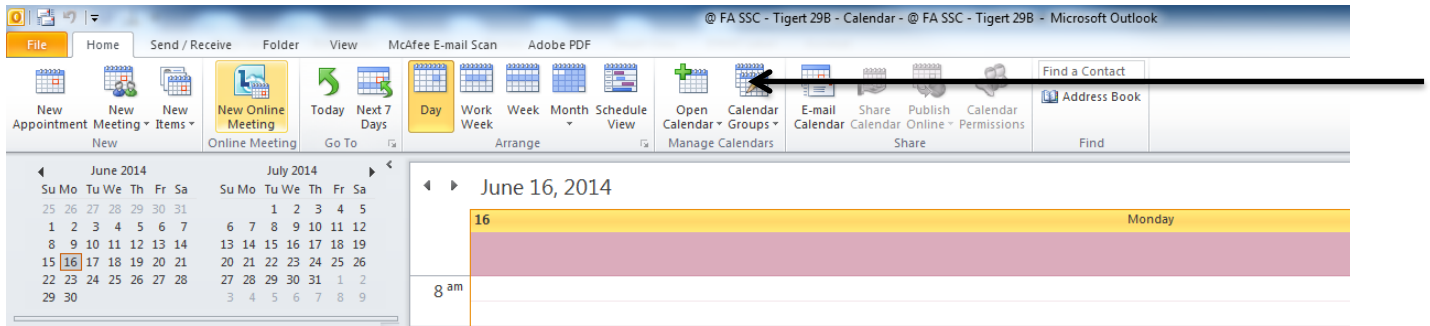 @ FA SSC - Tigert 29B - Calendar - @ FA SSC - Tigert 29B - Microsoft Outlook
File Home Send / Receive Folder View McAfee E-mail Scan Adobe PDF
New Appointment
New Meeting
New Items
New
New Online Meeting
Online Meeting
Today
Next 7 Days
Go To
Day
Work Week
Week
Month
Schedule View
Arrange
Open Calendar
Calendar Groups
Manage Calendars
E-mail Calendar
Share Calendar
Publish Online
Calendar Permissions
Share
Find a Contact
Address Book
Find
June 2014
Su Mo Tu We Th Fr Sa
25 26 27 28 29 30 31
1 2 3 4 5 6 7
8 9 10 11 12 13 14
15 16 17 18 19 20 21
22 23 24 25 26 27 28
29 30
July 2014
Su Mo Tu We Th Fr Sa
1 2 3 4 5
6 7 8 9 10 11 12
13 14 15 16 17 18 19
20 21 22 23 24 25 26
27 28 29 30 31 1 2
3 4 5 6 7 8 9
June 16, 2014
16 Monday
8 am